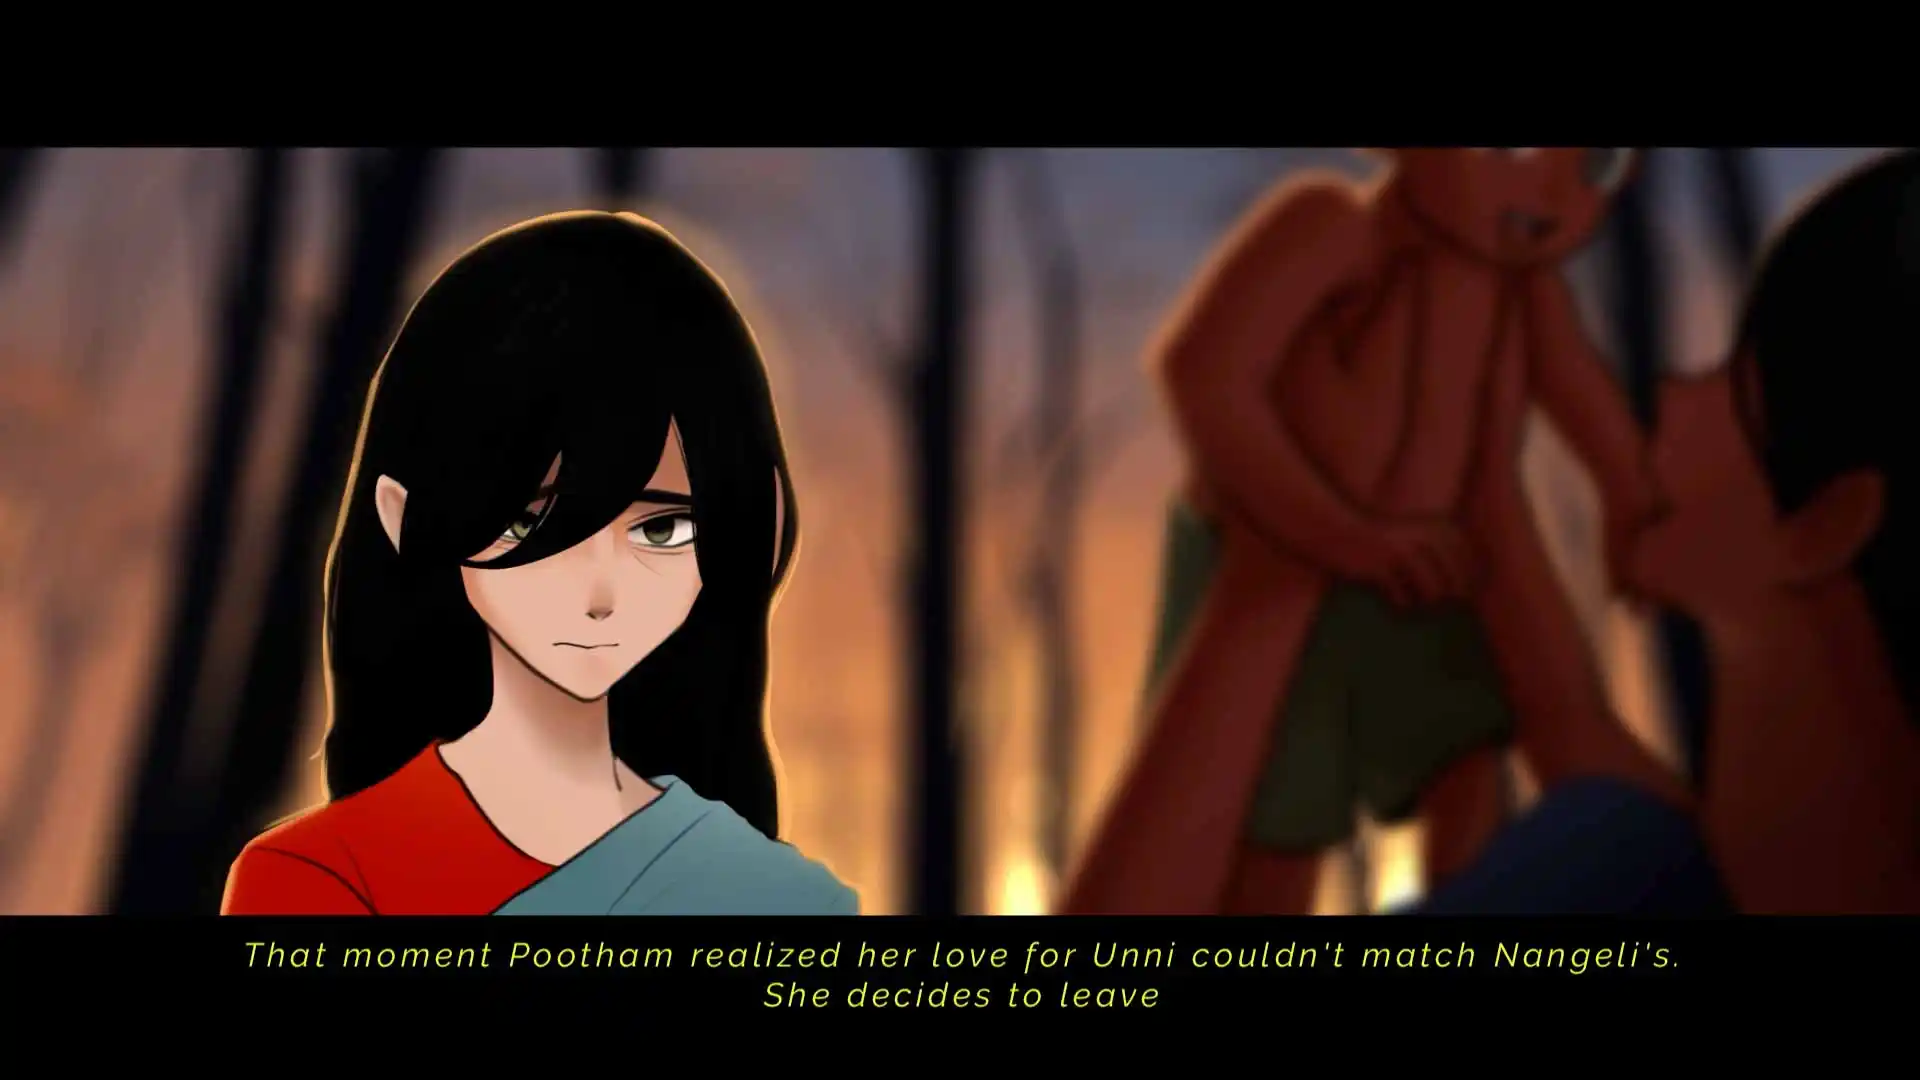 That moment Pootham realized her love for Unni couldn't match Nangeli's.
She decides to leave